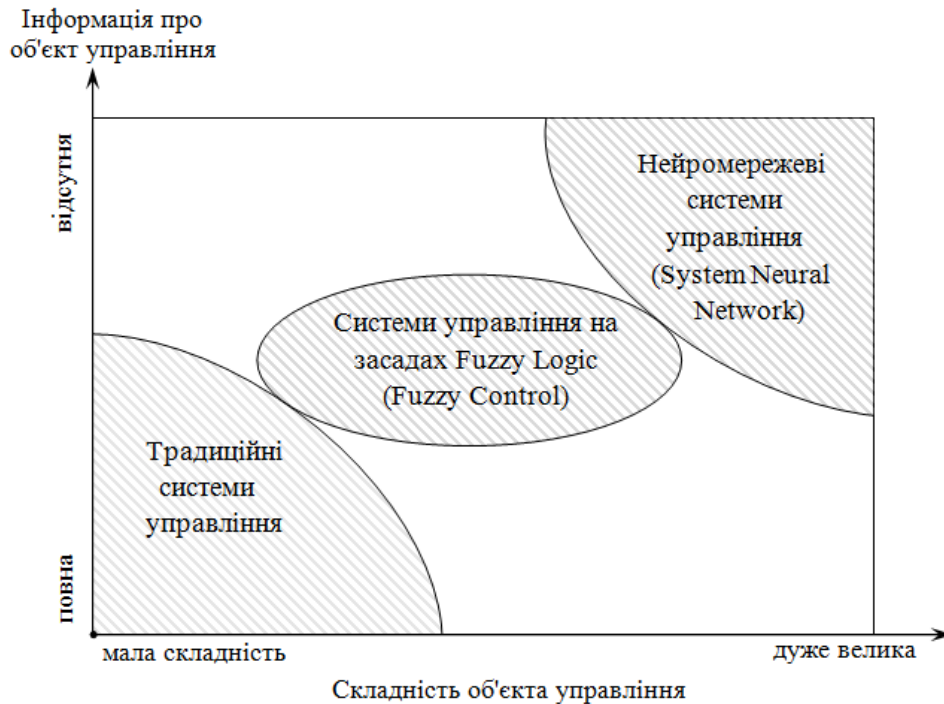 Інформація про
об'єкт управління
відсутня
Нейромережеві
системи
управління
(System Neural
Network)
Системи управління на
засадах Fuzzy Logic
(Fuzzy Control)
Традиційні
системи
управління
повна
мала складність
дуже велика
Складність об'єкта управління